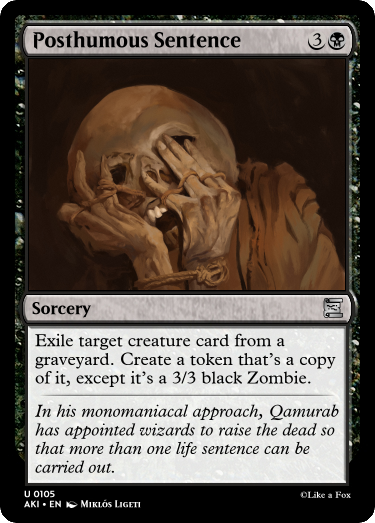 Posthumous Sentence 3
Sorcery
Exile target creature card from a
graveyard. Create a token that's a copy
of it, except it's a 3/3 black Zombie.
In his monomaniacal approach, Qamurab
has appointed wizards to raise the dead so
that more than one life sentence can be
carried out.
U 0105
AKI • EN Miklós Ligeti
©Like a Fox